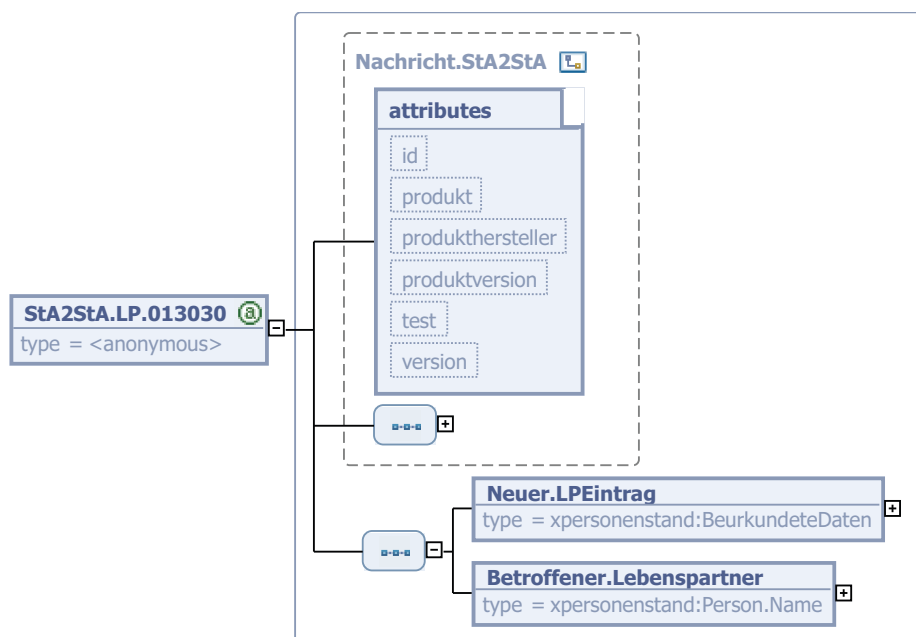 Nachricht.StA2StA
attributes
id
produkt
produkthersteller
produktversion
test
version
StA2StA.LP.013030 @
type = <anonymous>
Neuer.LPEintrag
type = xpersonenstand:BeurkundeteDaten
Betroffener.Lebenspartner
type = xpersonenstand:Person.Name